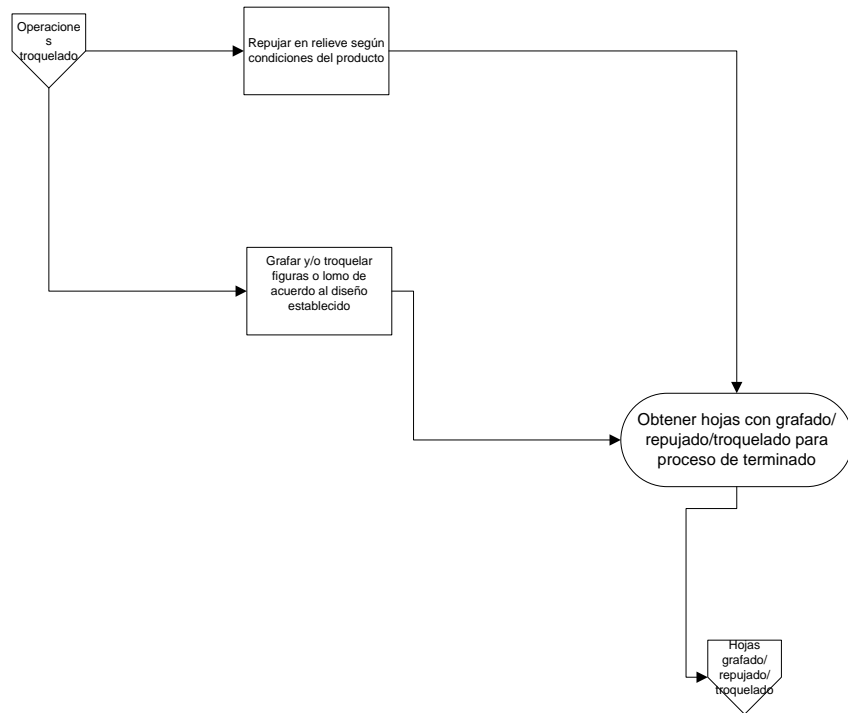 Operacione
s
troquelado
Repujar en relieve según
condiciones del producto
Grafar y/o troquelar
figuras o lomo de
acuerdo al diseño
establecido
Obtener hojas con grafado/
repujado/troquelado para
proceso de terminado
Hojas
grafado/
repujado/
troquelado